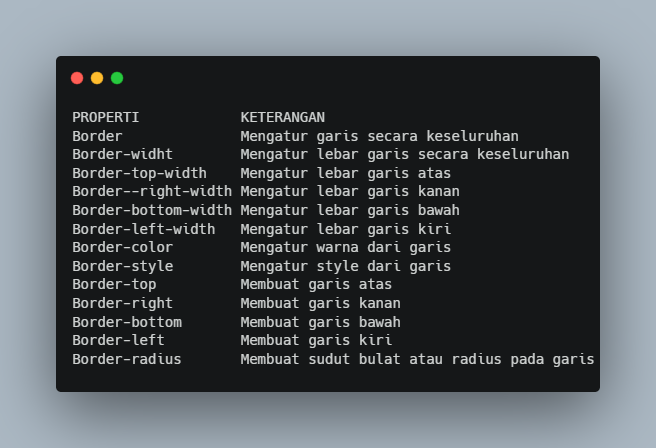 PROPERTI KETERANGAN
Border Mengatur garis secara keseluruhan
Border-widht Mengatur lebar garis secara keseluruhan
Border-top-width Mengatur lebar garis atas
Border--right-width Mengatur lebar garis kanan
Border-bottom-width Mengatur lebar garis bawah
Border-left-width Mengatur lebar garis kiri
Border-color Mengatur warna dari garis
Border-style Mengatur style dari garis
Border-top Membuat garis atas
Border-right Membuat garis kanan
Border-bottom Membuat garis bawah
Border-left Membuat garis kiri
Border-radius Membuat sudut bulat atau radius pada garis